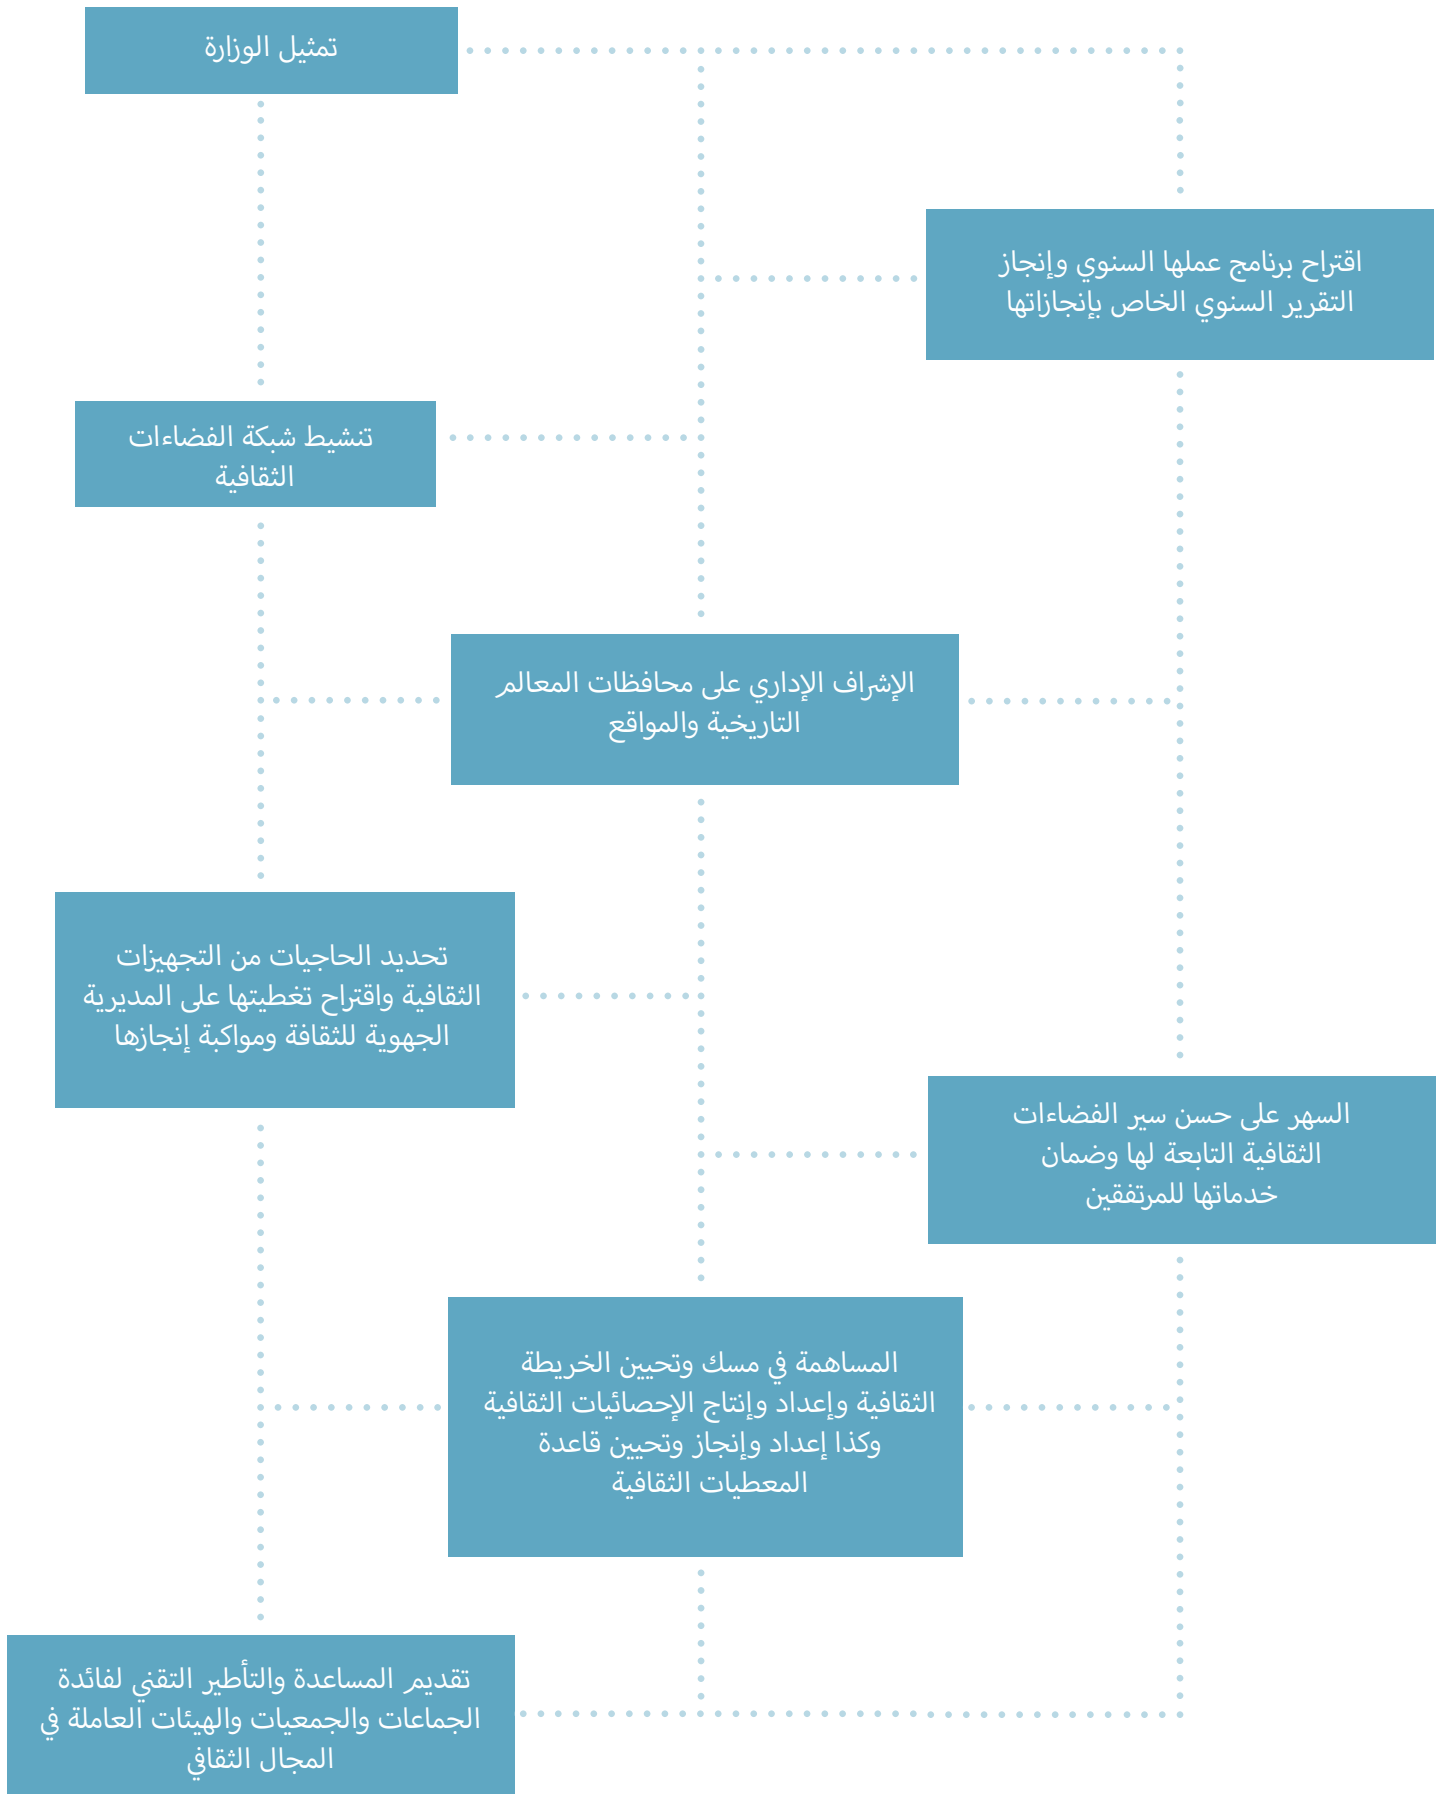 تمثيل الوزارة
اقتراح برنامج عملها السنوي وإنجاز
التقرير السنوي الخاص بإنجازاتها
تنشيط شبكة الفضاءات
الثقافية
الإشراف الإداري على محافظات المعالم
التاريخية والمواقع
تحديد الحاجيات من التجهيزات
الثقافية واقتراح تغطيتها على المديرية
الجهوية للثقافة ومواكبة إنجازها
السهر على حسن سير الفضاءات
الثقافية التابعة لها وضمان
خدماتها للمرتفقين
المساهمة في مسك وتحيين الخريطة
الثقافية وإعداد وإنتاج الإحصائيات الثقافية
وكذا إعداد وإنجاز وتحيين قاعدة
المعطيات الثقافية
تقديم المساعدة والتأطير التقني لفائدة
الجماعات والجمعيات والهيئات العاملة في
المجال الثقافي